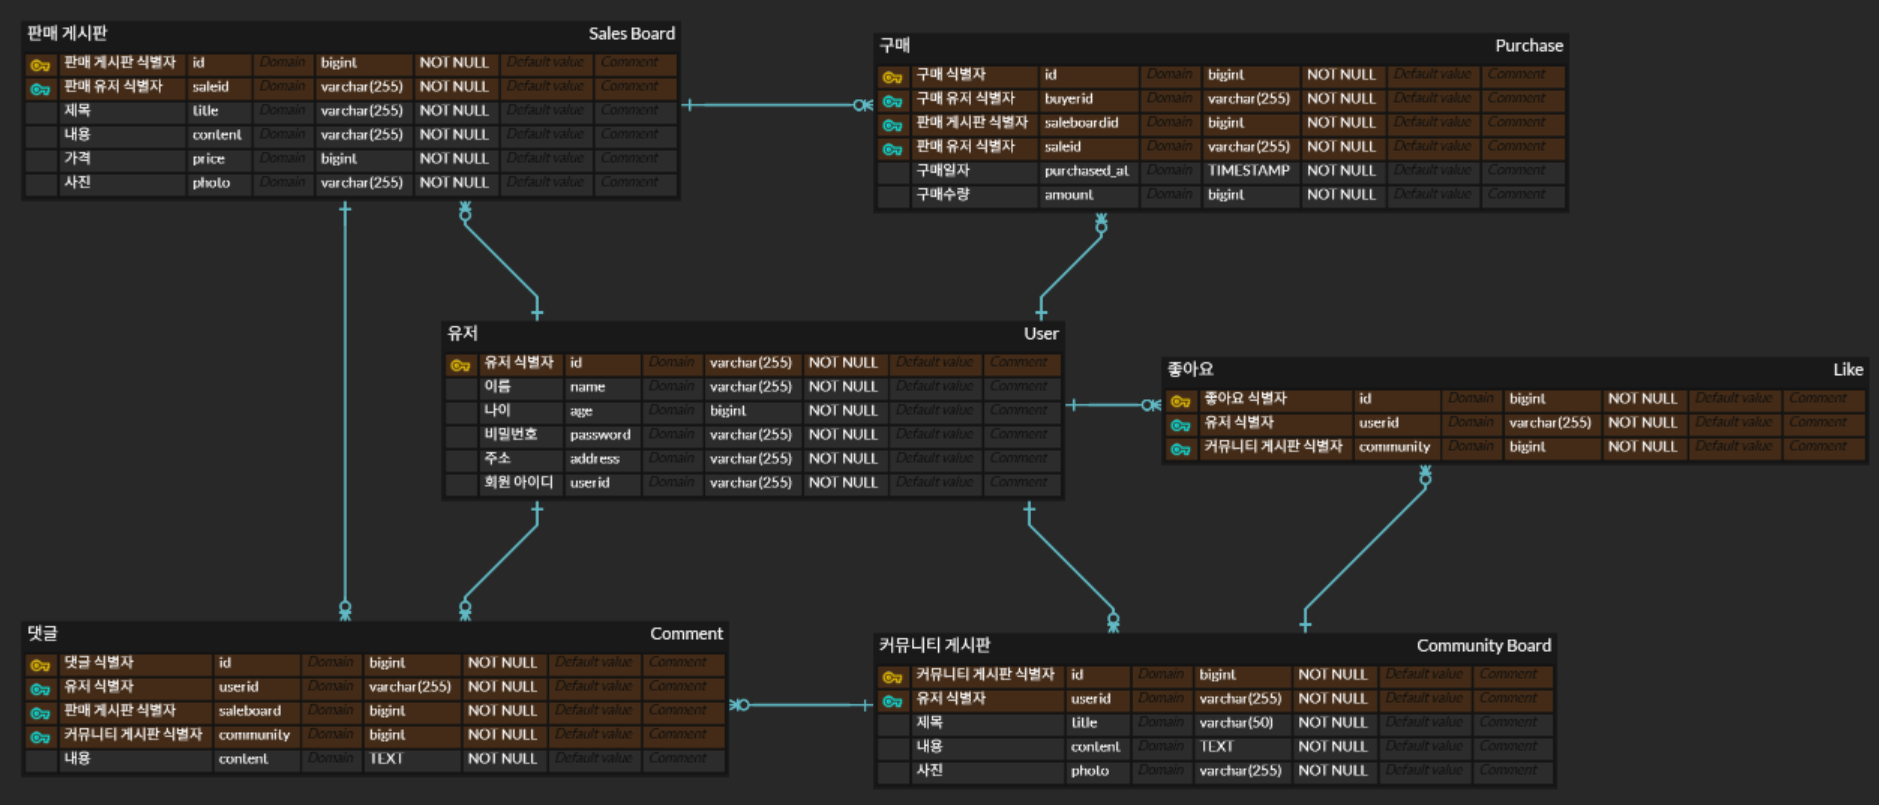 판매 게시판 Sales Board
판매 게시판 식별자 id Domain bigint NOT NULL Default value Comment
판매 유저 식별자 saleid Domain varchar(255) NOT NULL Default value Comment
제목 title Domain varchar(255) NOT NULL Default value Comment
내용 content Domain varchar(255) NOT NULL Default value Comment
가격 price Domain bigint NOT NULL Default value Comment
사진 photo Domain varchar(255) NOT NULL Default value Comment
구매 Purchase
구매 식별자 id Domain bigint NOT NULL Default value Comment
구매 유저 식별자 buyerid Domain varchar(255) NOT NULL Default value Comment
판매 게시판 식별자 saleboardid Domain bigint NOT NULL Default value Comment
판매 유저 식별자 saleid Domain varchar(255) NOT NULL Default value Comment
구매일자 purchased_at Domain TIMESTAMP NOT NULL Default value Comment
구매수량 amount Domain bigint NOT NULL Default value Comment
유저 User
유저 식별자 id Domain varchar(255) NOT NULL Default value Comment
이름 name Domain varchar(255) NOT NULL Default value Comment
나이 age Domain bigint NOT NULL Default value Comment
비밀번호 password Domain varchar(255) NOT NULL Default value Comment
주소 address Domain varchar(255) NOT NULL Default value Comment
회원 아이디 userid Domain varchar(255) NOT NULL Default value Comment
좋아요 Like
좋아요 식별자 id Domain bigint NOT NULL Default value Comment
유저 식별자 userid Domain varchar(255) NOT NULL Default value Comment
커뮤니티 게시판 식별자 community Domain bigint NOT NULL Default value Comment
댓글 Comment
댓글 식별자 id Domain bigint NOT NULL Default value Comment
유저 식별자 userid Domain varchar(255) NOT NULL Default value Comment
판매 게시판 식별자 saleboard Domain bigint NOT NULL Default value Comment
커뮤니티 게시판 식별자 community Domain bigint NOT NULL Default value Comment
내용 content Domain TEXT NOT NULL Default value Comment
커뮤니티 게시판 Community Board
커뮤니티 게시판 식별자 id Domain bigint NOT NULL Default value Comment
유저 식별자 userid Domain varchar(255) NOT NULL Default value Comment
제목 title Domain varchar(50) NOT NULL Default value Comment
내용 content Domain TEXT NOT NULL Default value Comment
사진 photo Domain varchar(255) NOT NULL Default value Comment